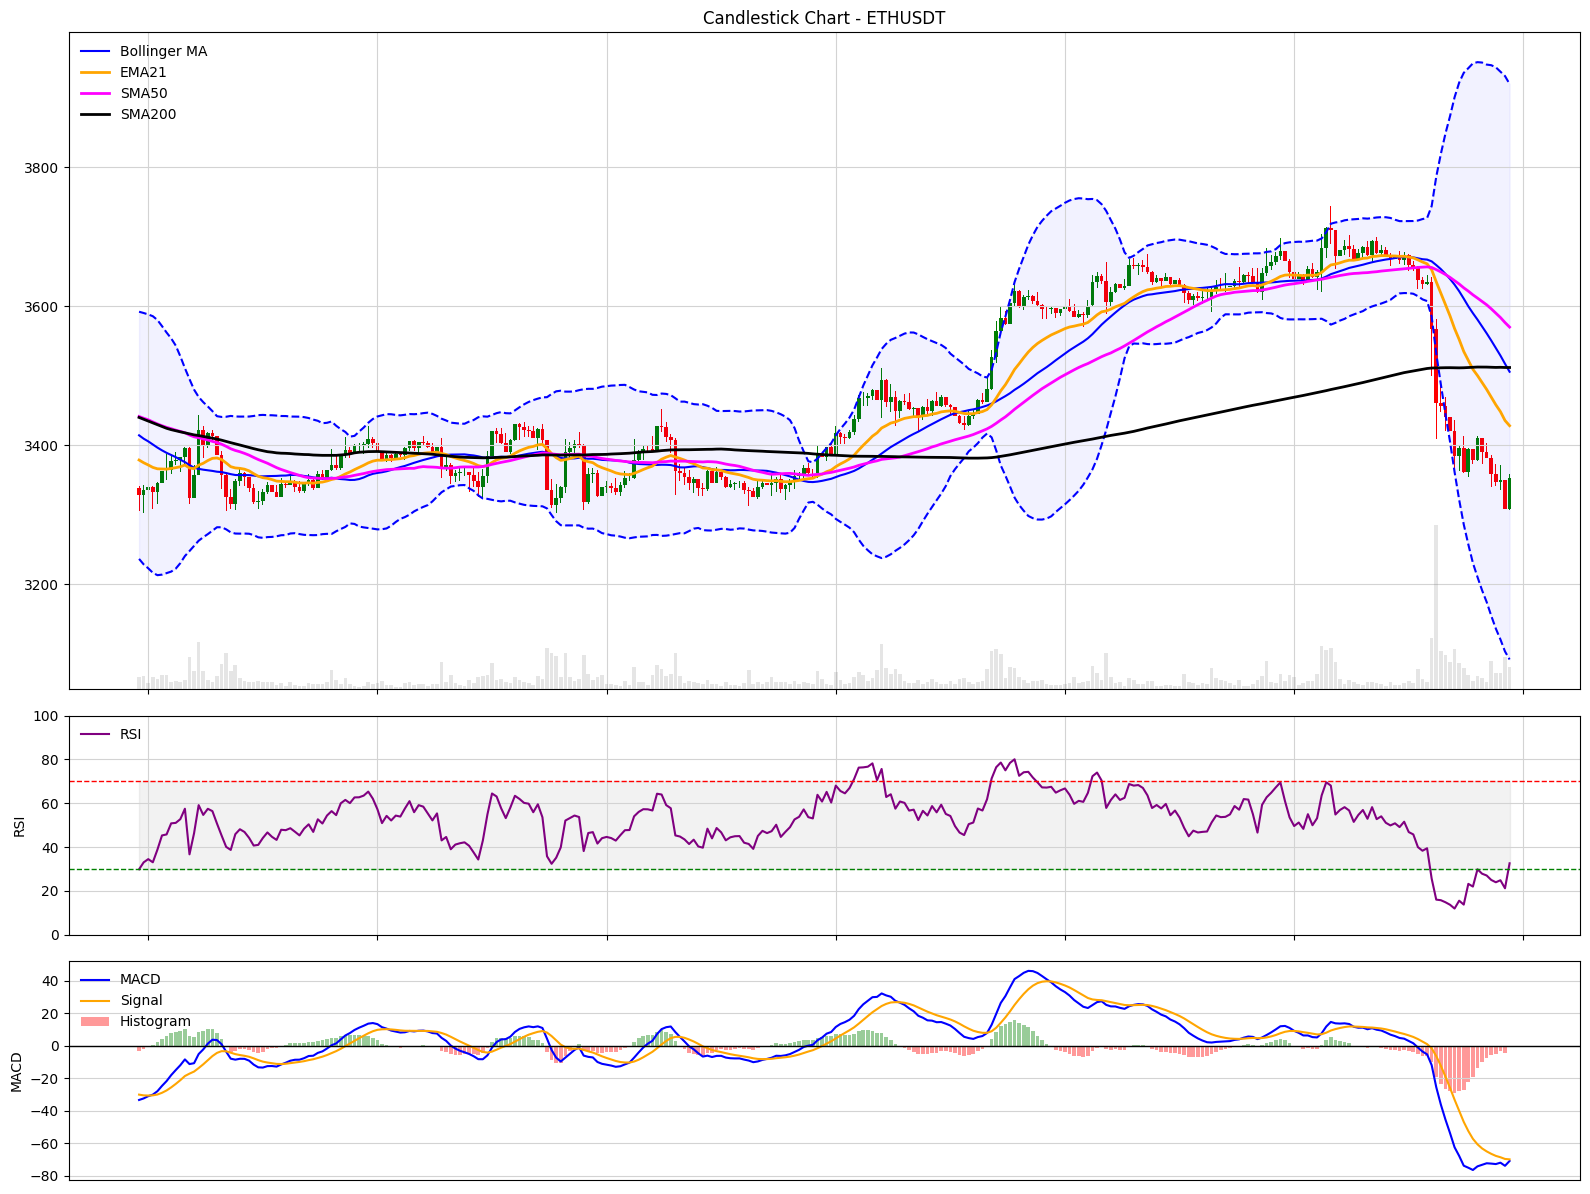 Candlestick Chart - ETHUSDT
Bollinger MA
EMA21
SMA50
SMA200
3800
3600
3400
3200
100
RSI
80
60
RSI
40
20
0
MACD
40
Signal
20
Histogram
0
MACD
−20
−40
−60
−80